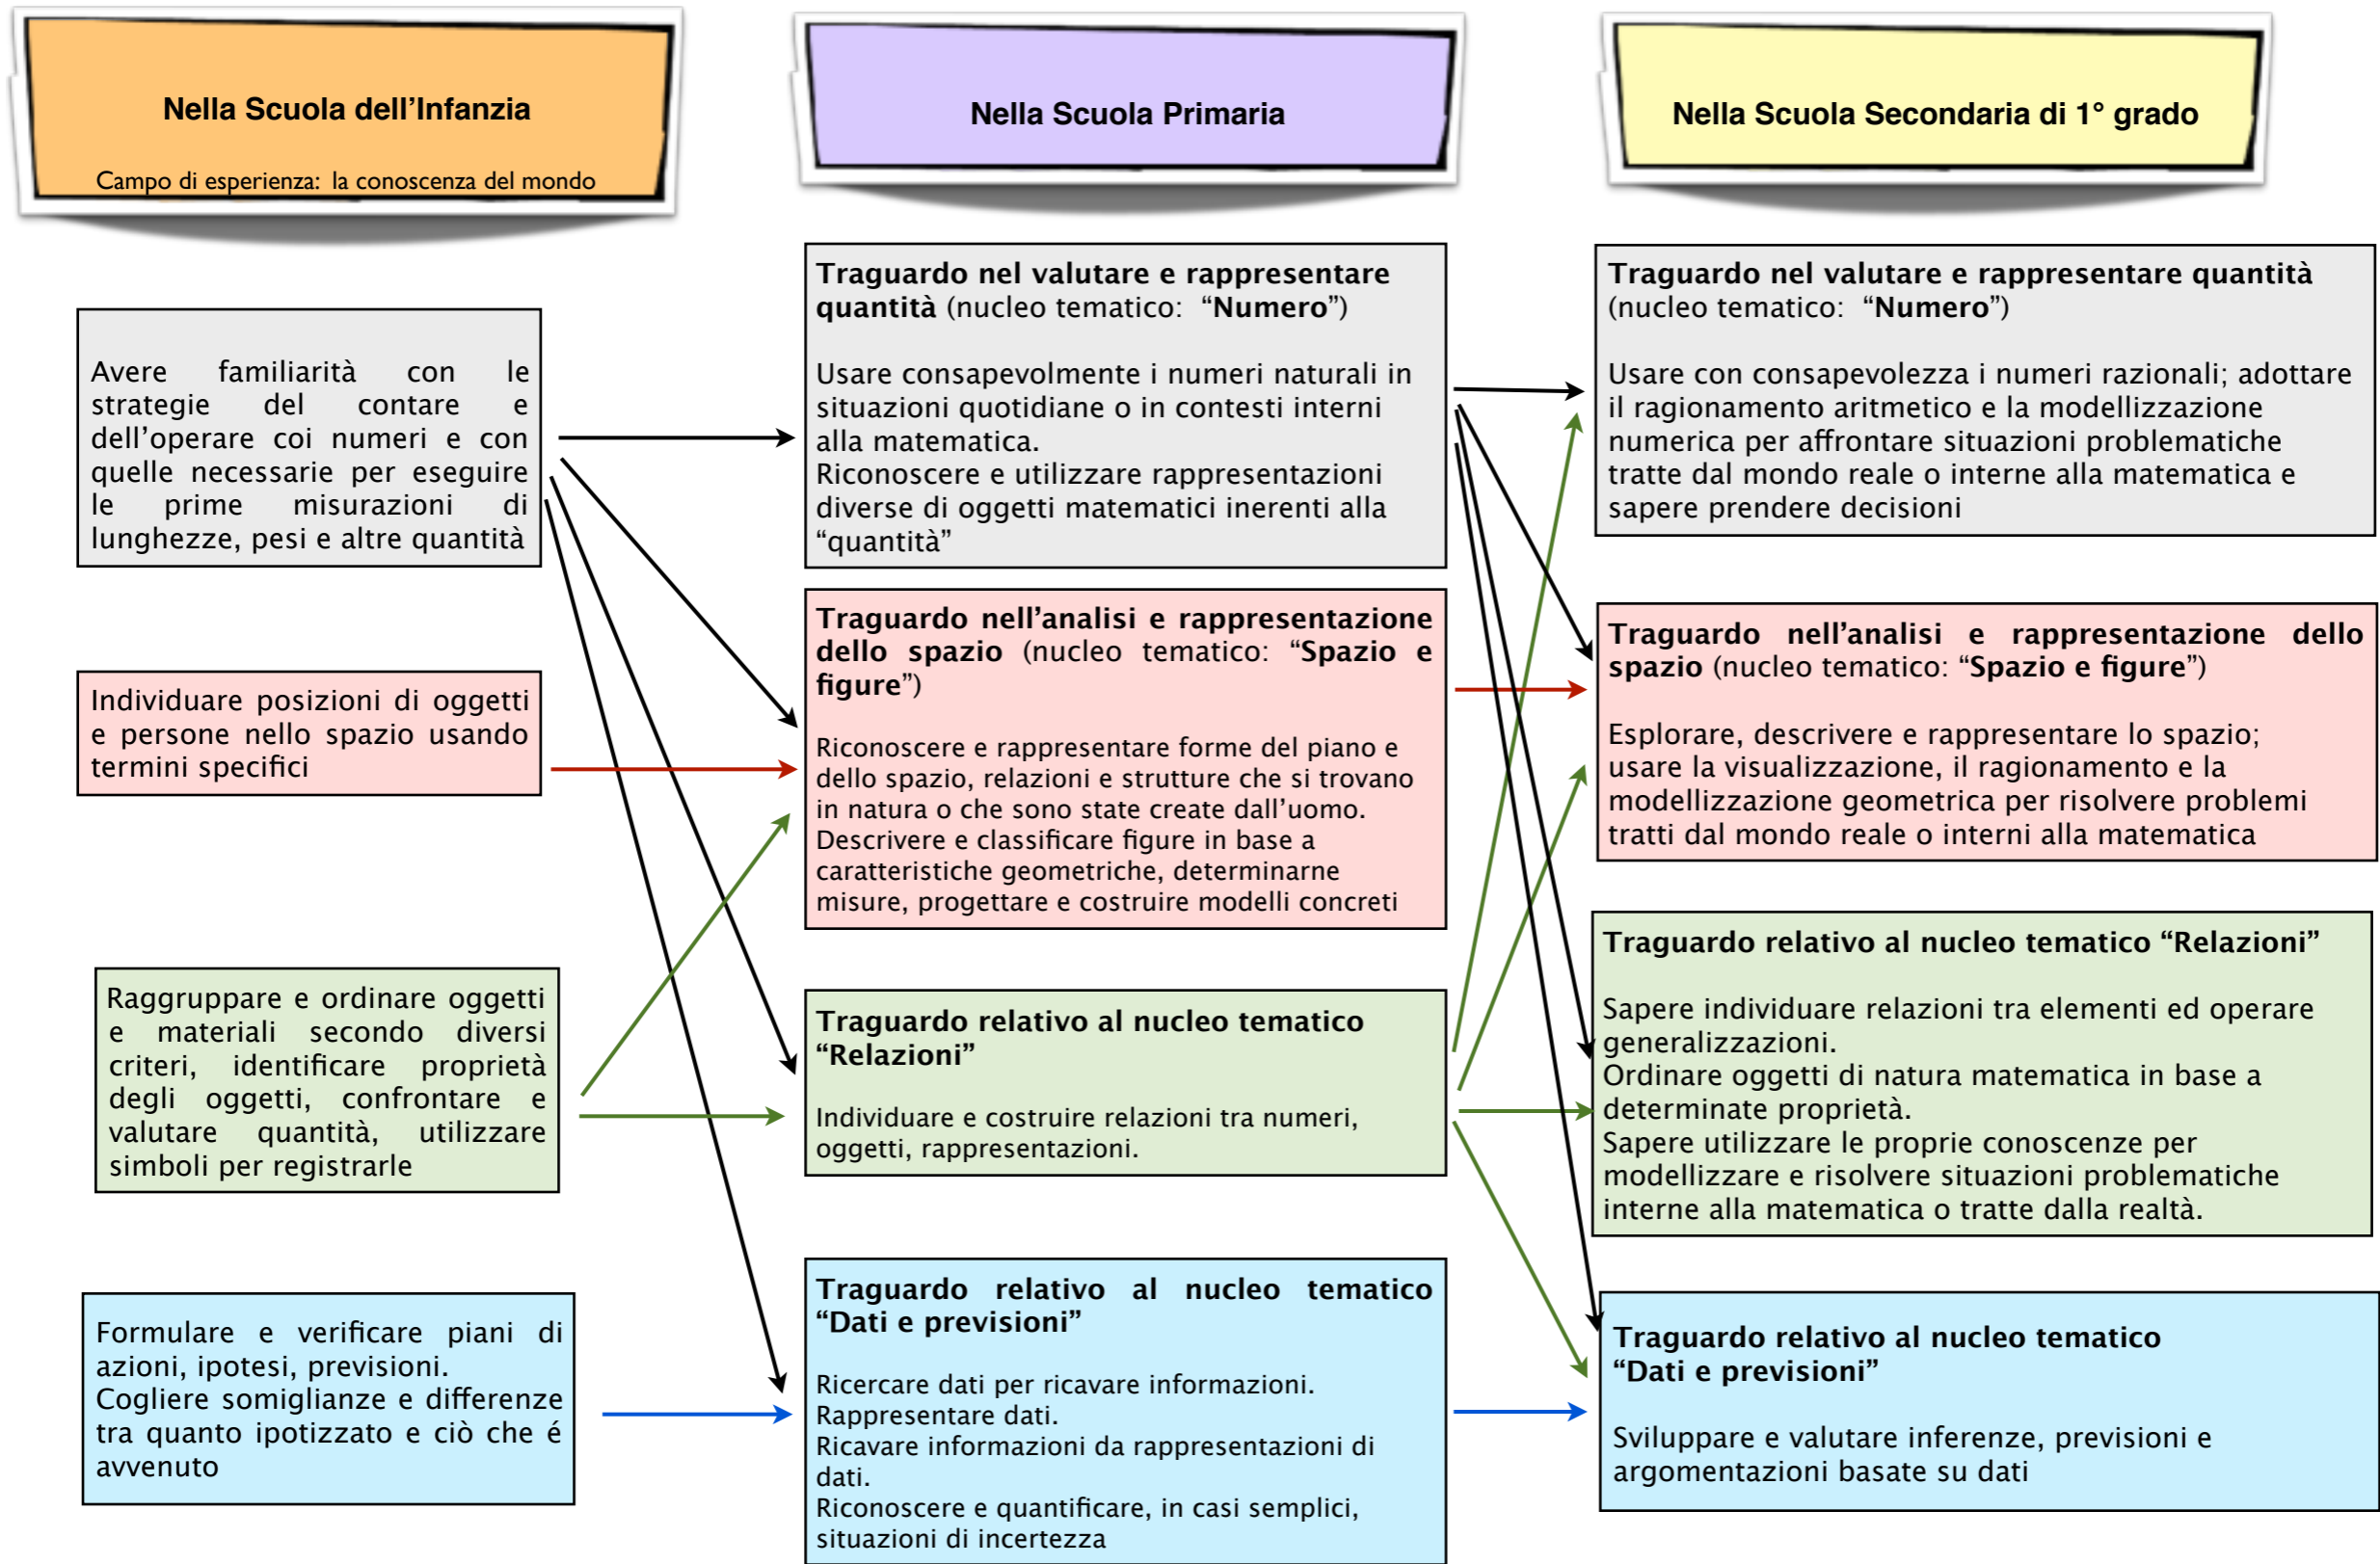 Nella Scuola dell’Infanzia
Campo di esperienza: la conoscenza del mondo
Nella Scuola Primaria
Nella Scuola Secondaria di 1° grado
Avere familiarità con le
strategie del contare e
dell’operare coi numeri e con
quelle necessarie per eseguire
le prime misurazioni di
lunghezze, pesi e altre quantità
Individuare posizioni di oggetti
e persone nello spazio usando
termini specifici
Raggruppare e ordinare oggetti
e materiali secondo diversi
criteri, identificare proprietà
degli oggetti, confrontare e
valutare quantità, utilizzare
simboli per registrarle
Formulare e verificare piani di
azioni, ipotesi, previsioni.
Cogliere somiglianze e differenze
tra quanto ipotizzato e ciò che é
avvenuto
Traguardo nel valutare e rappresentare
quantità (nucleo tematico: “Numero”)
Usare consapevolmente i numeri naturali in
situazioni quotidiane o in contesti interni
alla matematica.
Riconoscere e utilizzare rappresentazioni
diverse di oggetti matematici inerenti alla
“quantità”
Traguardo nell’analisi e rappresentazione
dello spazio (nucleo tematico: “Spazio e
figure”)
Riconoscere e rappresentare forme del piano e
dello spazio, relazioni e strutture che si trovano
in natura o che sono state create dall’uomo.
Descrivere e classificare figure in base a
caratteristiche geometriche, determinarne
misure, progettare e costruire modelli concreti
Traguardo relativo al nucleo tematico
“Relazioni”
Individuare e costruire relazioni tra numeri,
oggetti, rappresentazioni.
Traguardo relativo al nucleo tematico
“Dati e previsioni”
Ricercare dati per ricavare informazioni.
Rappresentare dati.
Ricavare informazioni da rappresentazioni di
dati.
Riconoscere e quantificare, in casi semplici,
situazioni di incertezza
Traguardo nel valutare e rappresentare quantità
(nucleo tematico: “Numero”)
Usare con consapevolezza i numeri razionali; adottare
il ragionamento aritmetico e la modellizzazione
numerica per affrontare situazioni problematiche
tratte dal mondo reale o interne alla matematica e
sapere prendere decisioni
Traguardo nell’analisi e rappresentazione dello
spazio (nucleo tematico: “Spazio e figure”)
Esplorare, descrivere e rappresentare lo spazio;
usare la visualizzazione, il ragionamento e la
modellizzazione geometrica per risolvere problemi
tratti dal mondo reale o interni alla matematica
Traguardo relativo al nucleo tematico “Relazioni”
Sapere individuare relazioni tra elementi ed operare
generalizzazioni.
Ordinare oggetti di natura matematica in base a
determinate proprietà.
Sapere utilizzare le proprie conoscenze per
modellizzare e risolvere situazioni problematiche
interne alla matematica o tratte dalla realtà.
Traguardo relativo al nucleo tematico
“Dati e previsioni”
Sviluppare e valutare inferenze, previsioni e
argomentazioni basate su dati